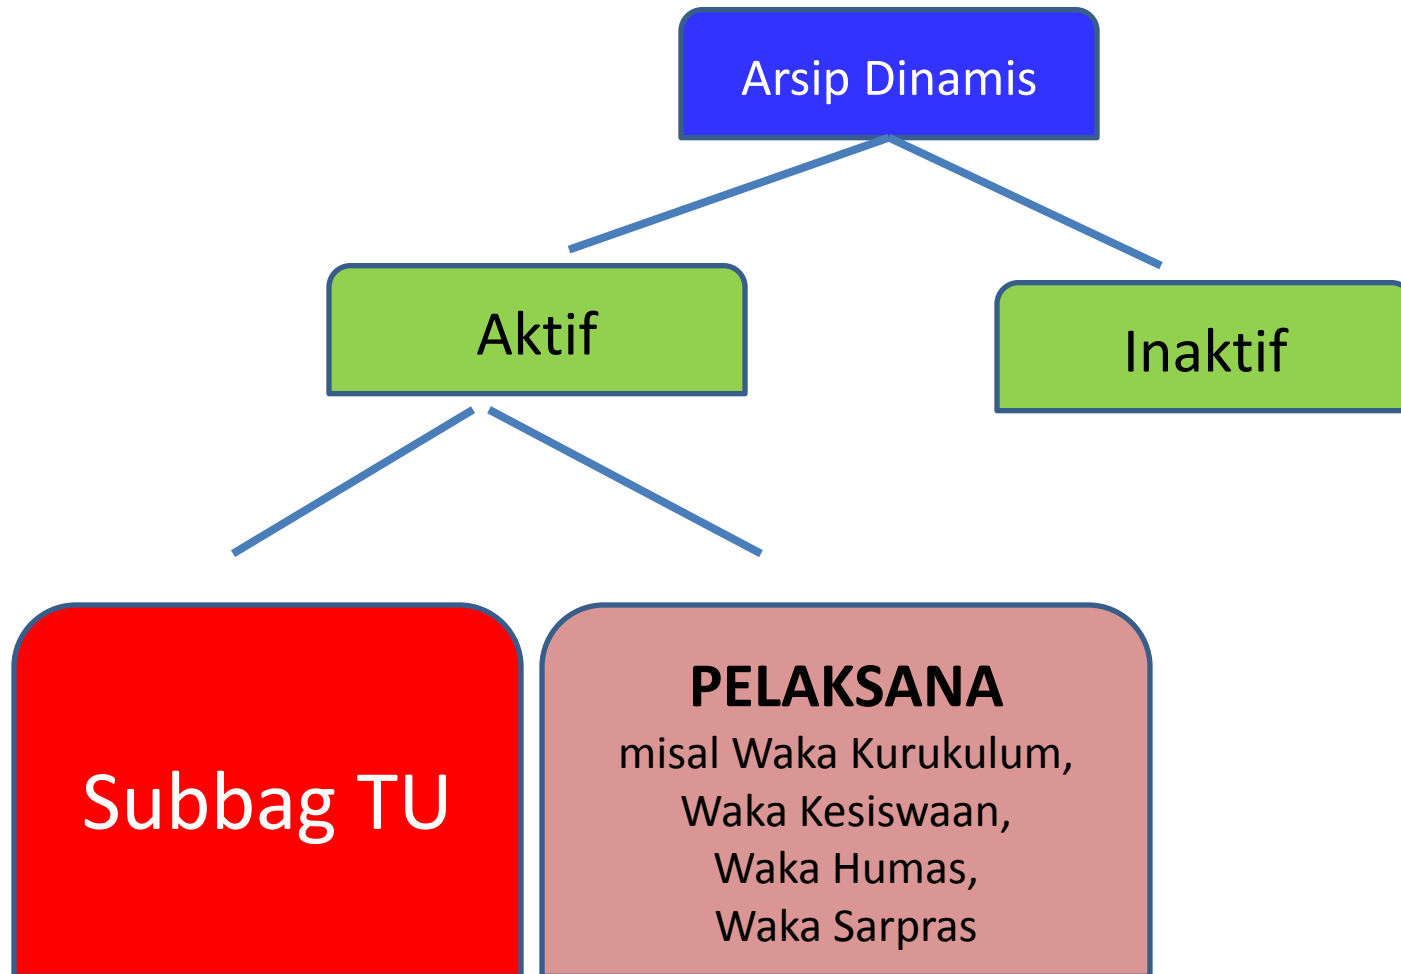 Arsip Dinamis
Aktif
Inaktif
Subbag TU
PELAKSANA
misal Waka Kurukulum,
Waka Kesiswaan,
Waka Humas,
Waka Sarpras